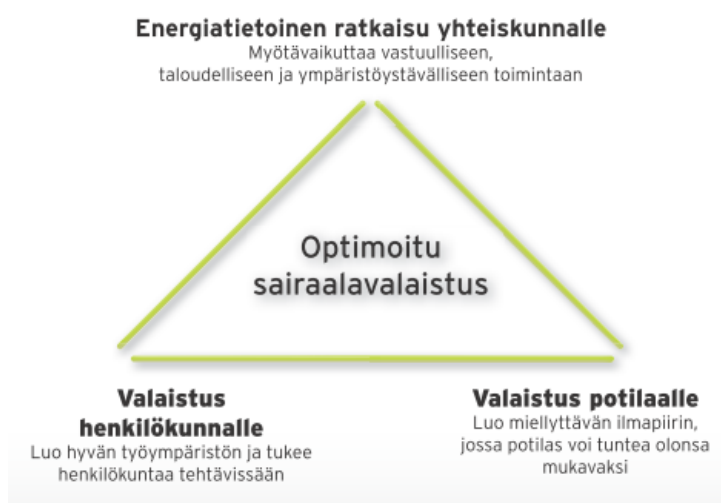 Energiatietoinen ratkaisu yhteiskunnalle
Myötävaikuttaa vastuulliseen,
taloudelliseen ja ympäristöystävälliseen toimintaan
Optimoitu
sairaalavalaistus
Valaistus
henkilökunnalle
Luo hyvän työympäristön ja tukee
henkilökuntaa tehtävissään
Valaistus potilaalle
Luo miellyttävän ilmapiirin,
jossa potilas voi tuntea olonsa
mukavaksi